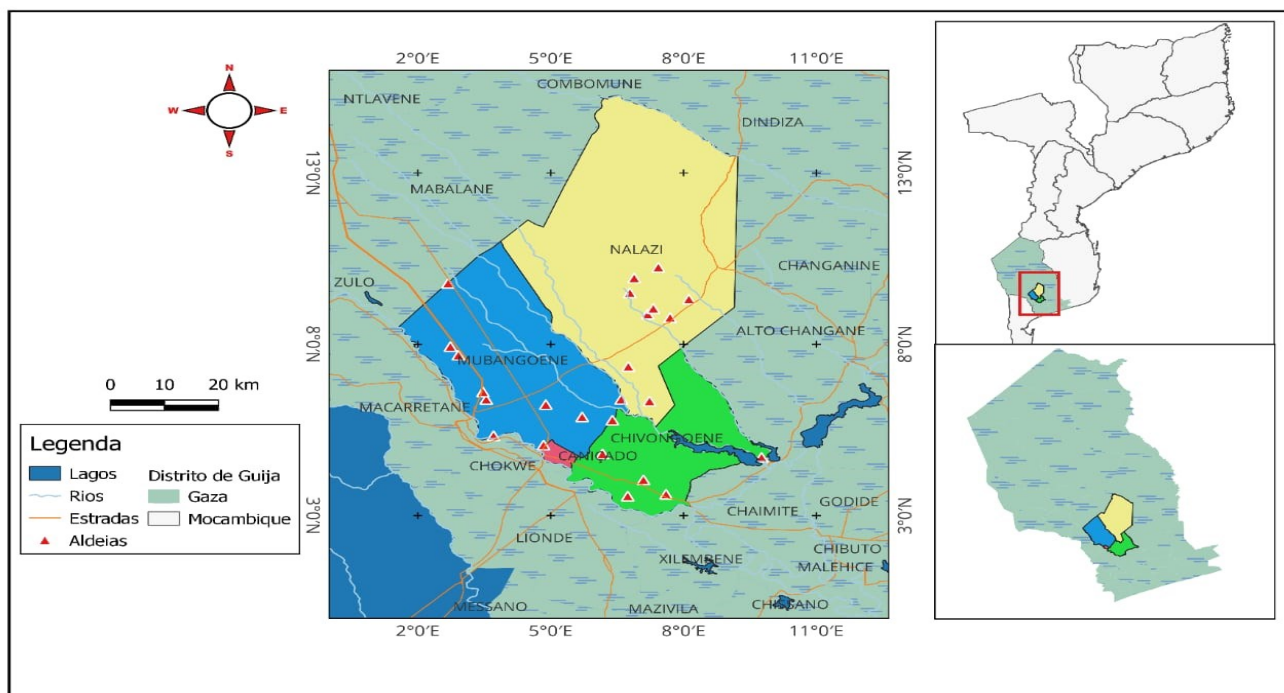 N
W E
S
2°0'E 5°0'E 8°0'E 11°0'E
COMBOMUNE
NTLAVENE
DINDIZA
13°0'N 13°0'N
MABALANE
NALAZI
CHANGANINE
ZULO
ALTO CHANGANE
8°0'N 8°0'N
MUBANGOENE
0 10 20 km
MACARRETANE
CHIVONGOENE
CANICADO
CHOKWE
GODIDE
3°0'N 3°0'N
CHAIMITE
LIONDE
CHIBUTO
XILEMBENE
MALEHICE
CHISSANO
MESSANO
MAZIVILA
2°0'E 5°0'E 8°0'E 11°0'E
Legenda
Lagos
Rios
Estradas
Aldeias
Distrito de Guija
Gaza
Mocambique